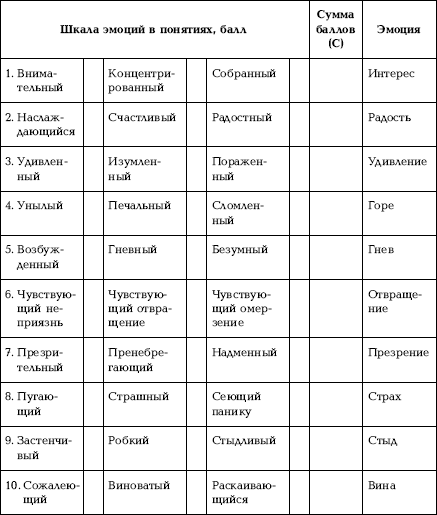 Шкала эмоций в понятиях, балл
Сумма
баллов
(С)
Эмоция
1. Внима-
тельный
Концентри-
рованный
Собранный
Интерес
2. Наслаж-
дающийся
Счастливый
Радостный
Радость
3. Удивлен-
ный
Изумлен-
ный
Поражен-
ный
Удивление
4. Унылый
Печальный
Сломлен-
ный
Горе
5. Возбуж-
денный
Гневный
Безумный
Гнев
6. Чувствую-
щий не-
приязнь
Чувствую-
щий отвра-
щение
Чувствую-
щий омер-
зение
Отвраще-
ние
7. Презри-
тельный
Пренебре-
гающий
Надменный
Презрение
8. Пугаю-
щий
Страшный
Сеющий
панику
Страх
9. Застенчи-
вый
Робкий
Стыдливый
Стыд
10. Сожалею-
щий
Виноватый
Раскаиваю-
щийся
Вина